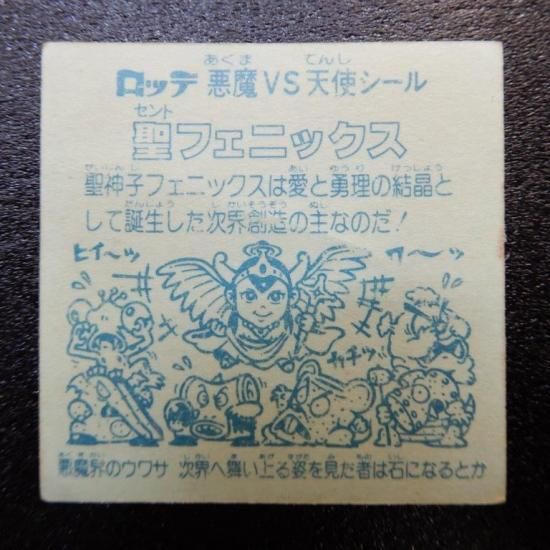 ロッテ 悪魔VS天使シール
聖フェニックス
聖神子フェニックスは愛と勇理の結晶と
して誕生した次界創造の主なのだ!
ヒイ〜ッ
ワ〜ッ
カチッ
悪魔界のウワサ 次界へ舞い上る姿を見た者は石になるとか